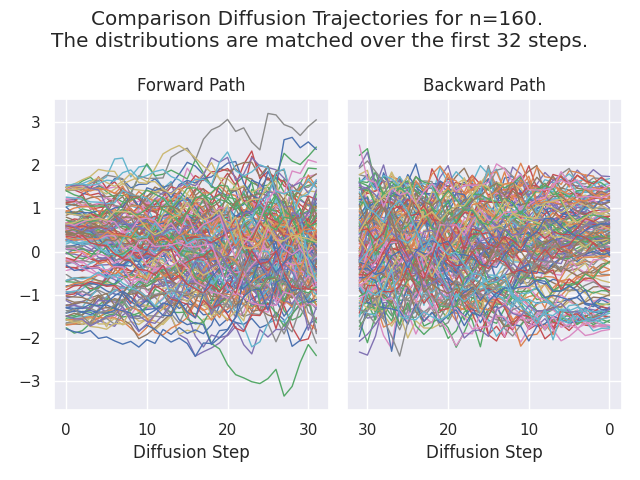 Comparison Diffusion Trajectories for n=160.
The distributions are matched over the first 32 steps.
Forward Path
Backward Path
3
2
1
0
−1
−2
−3
0 10 20 30
30 20 10 0
Diffusion Step
Diffusion Step